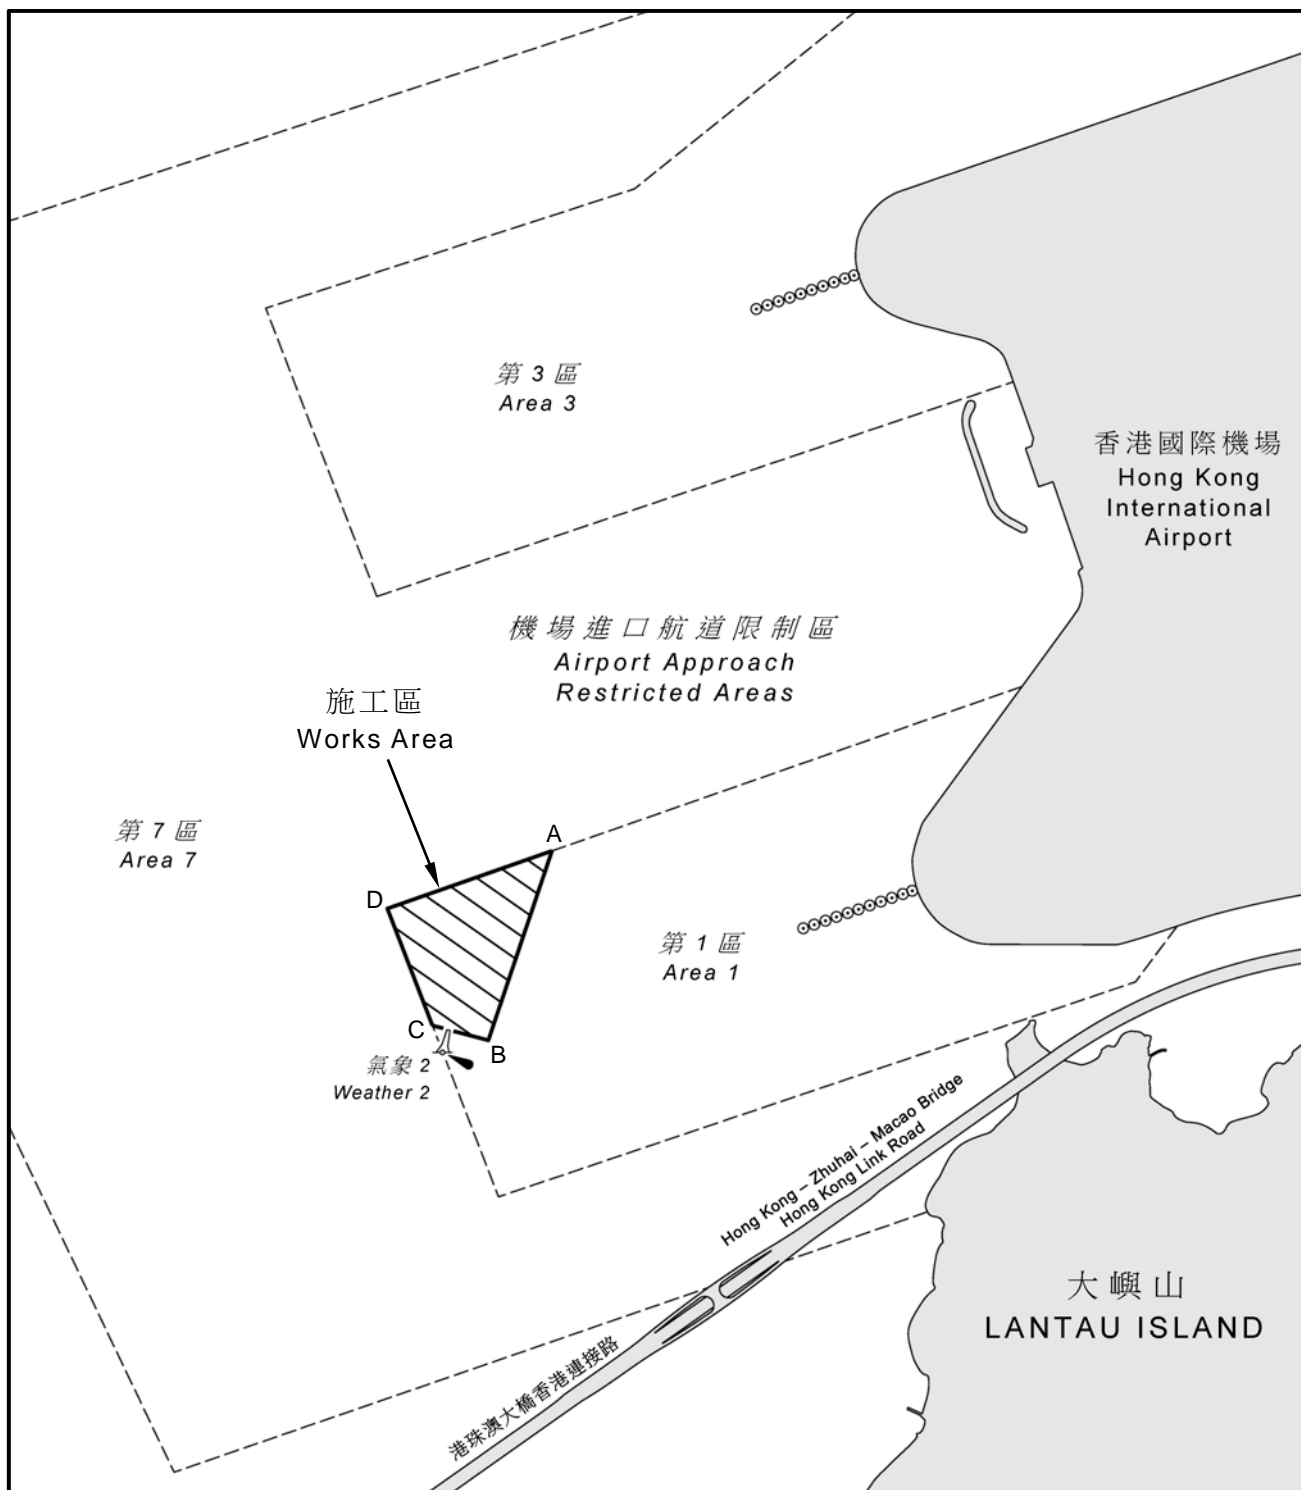 第 3 區
Area 3
香港國際機場
Hong Kong
International
Airport
機場進口航道限制區
Airport Approach
Restricted Areas
施工區
Works Area
第 7 區
Area 7
A
D
C
B
第 1 區
Area 1
氣象 2
Weather 2
Hong Kong – Zhuhai – Macao Bridge
Hong Kong Link Road
港珠澳大橋香港連接路
大嶼山
LANTAU ISLAND